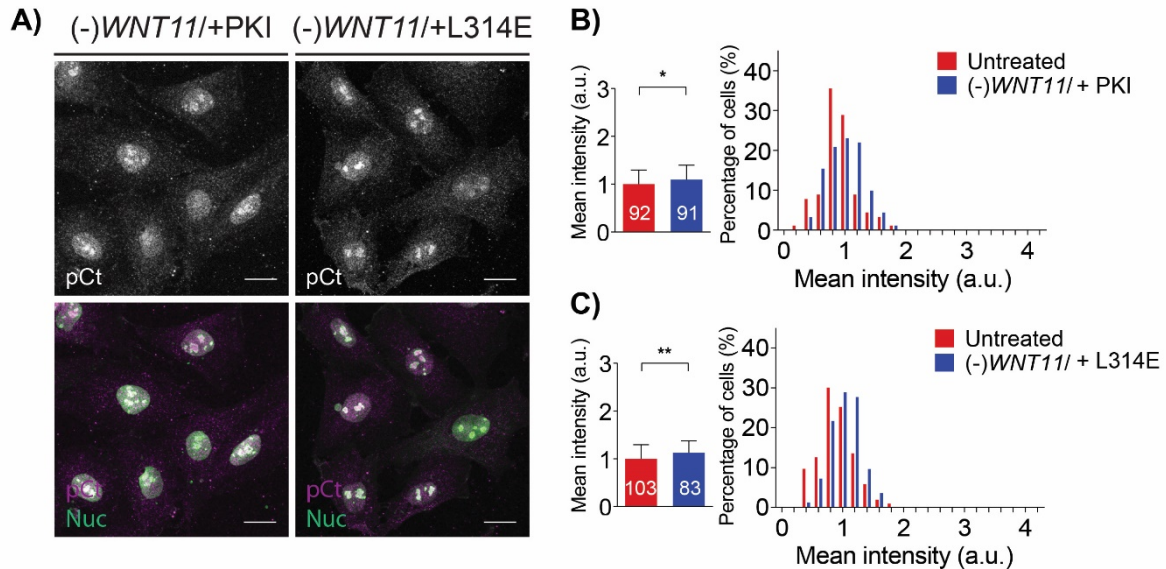 A)
(-)WNT11/+PKI
(-)WNT11/+L314E
pCt
pCt
pCt
Nuc
pCt
Nuc
B)
Mean intensity (a.u.)
3
2
1
0
*
92
91
Percentage of cells (%)
40
30
20
10
0
0 1 2 3 4
Mean intensity (a.u.)
Untreated
(-)WNT11/+ PKI
C)
Mean intensity (a.u.)
3
2
1
0
**
103
83
Percentage of cells (%)
40
30
20
10
0
0 1 2 3 4
Mean intensity (a.u.)
Untreated
(-)WNT11/ + L314E